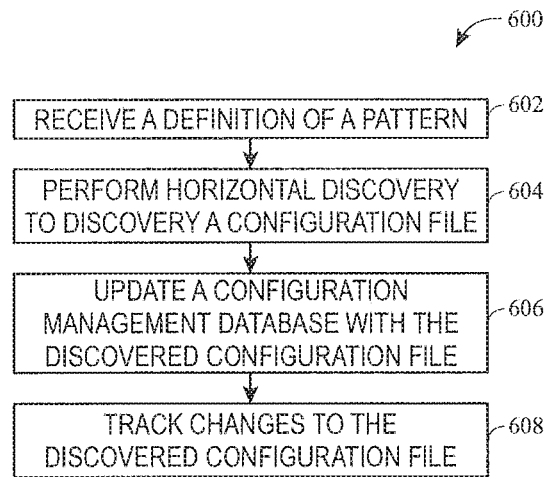 600
RECEIVE A DEFINITION OF A PATTERN
602
PERFORM HORIZONTAL DISCOVERY
TO DISCOVERY A CONFIGURATION FILE
604
UPDATE A CONFIGURATION
MANAGEMENT DATABASE WITH THE
DISCOVERED CONFIGURATION FILE
606
TRACK CHANGES TO THE
DISCOVERED CONFIGURATION FILE
608